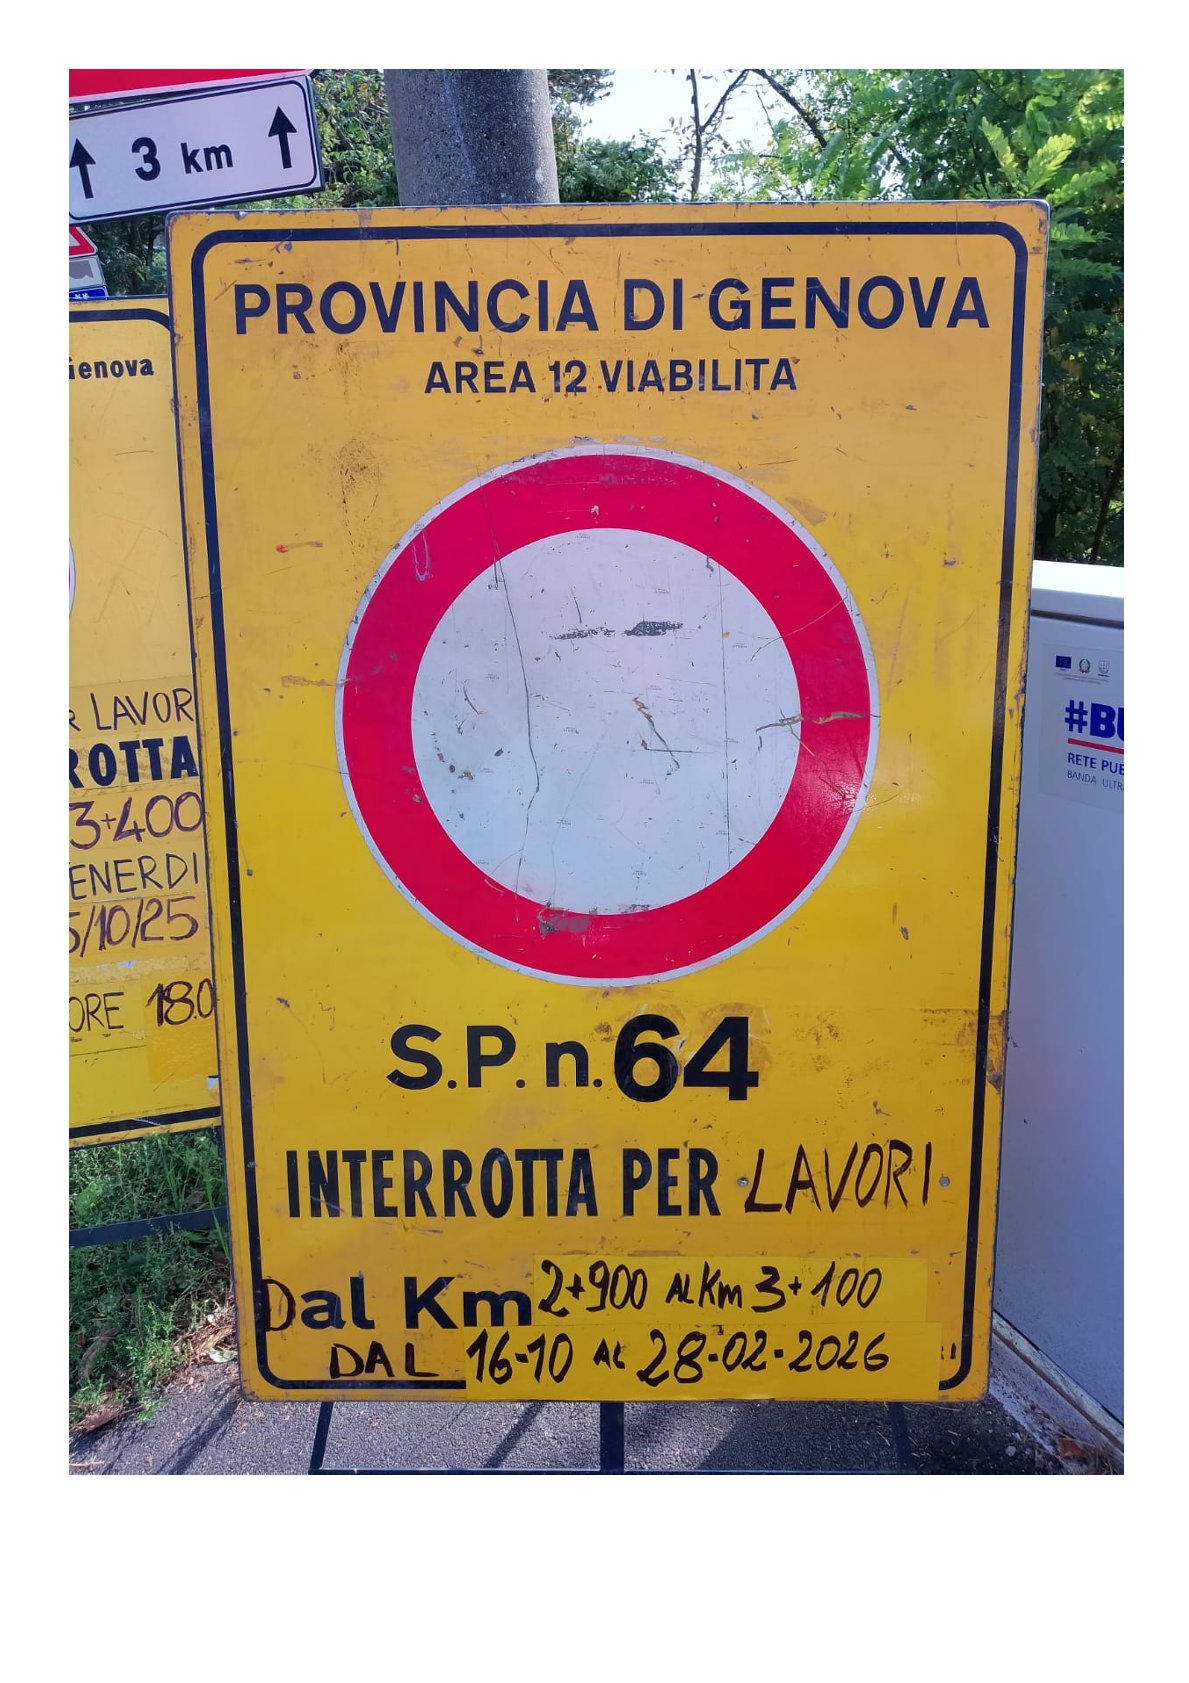 3 km
PROVINCIA DI GENOVA
AREA 12 VIABILITA
S.P. n. 64
INTERROTTA PER LAVORI
Dal Km 2+900 AL Km 3+100
DAL 16-10 AL 28-02-2026
enova
LAVOR
ROTTA
3+400
ENERDI
5/10/25
ORE 18.0
#BU
RETE PUB
BANDA ULTRA